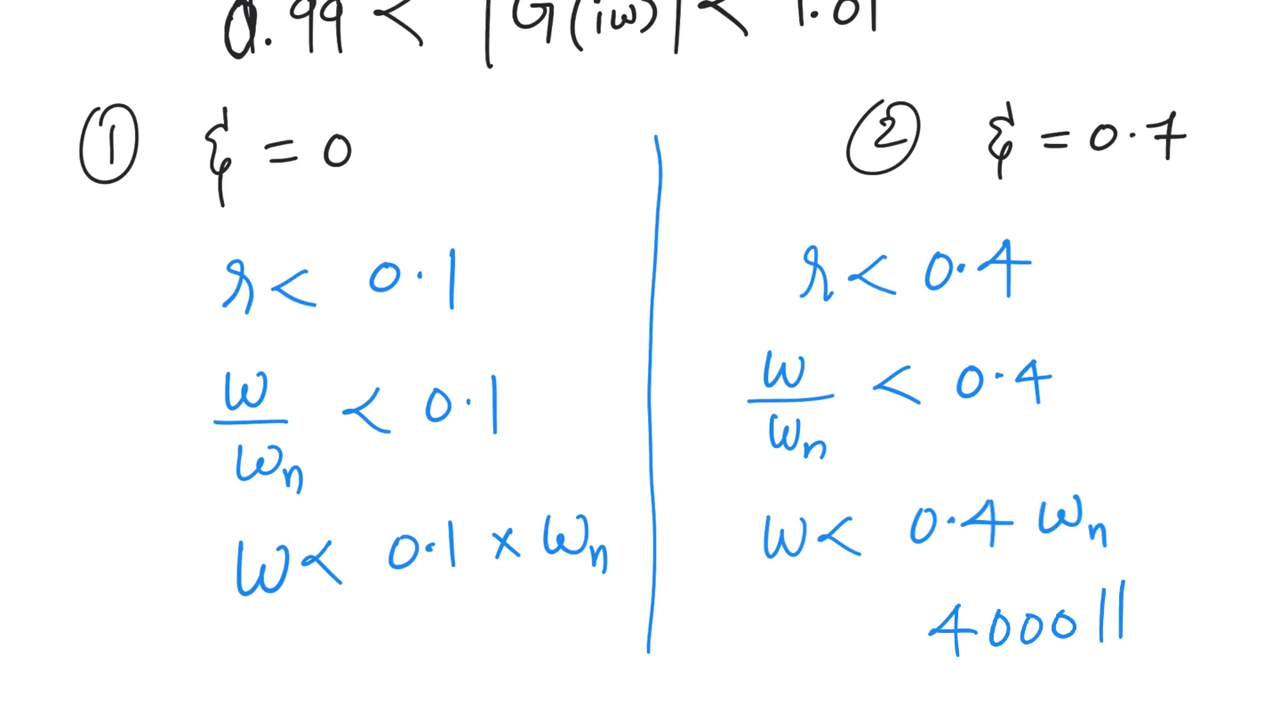 0.99 < |G(iω)| < 1.01
① ξ = 0
r < 0.1
ω/ωn < 0.1
ω < 0.1 × ωn
② ξ = 0.7
r < 0.4
ω/ωn < 0.4
ω < 0.4 ωn
4000 ||